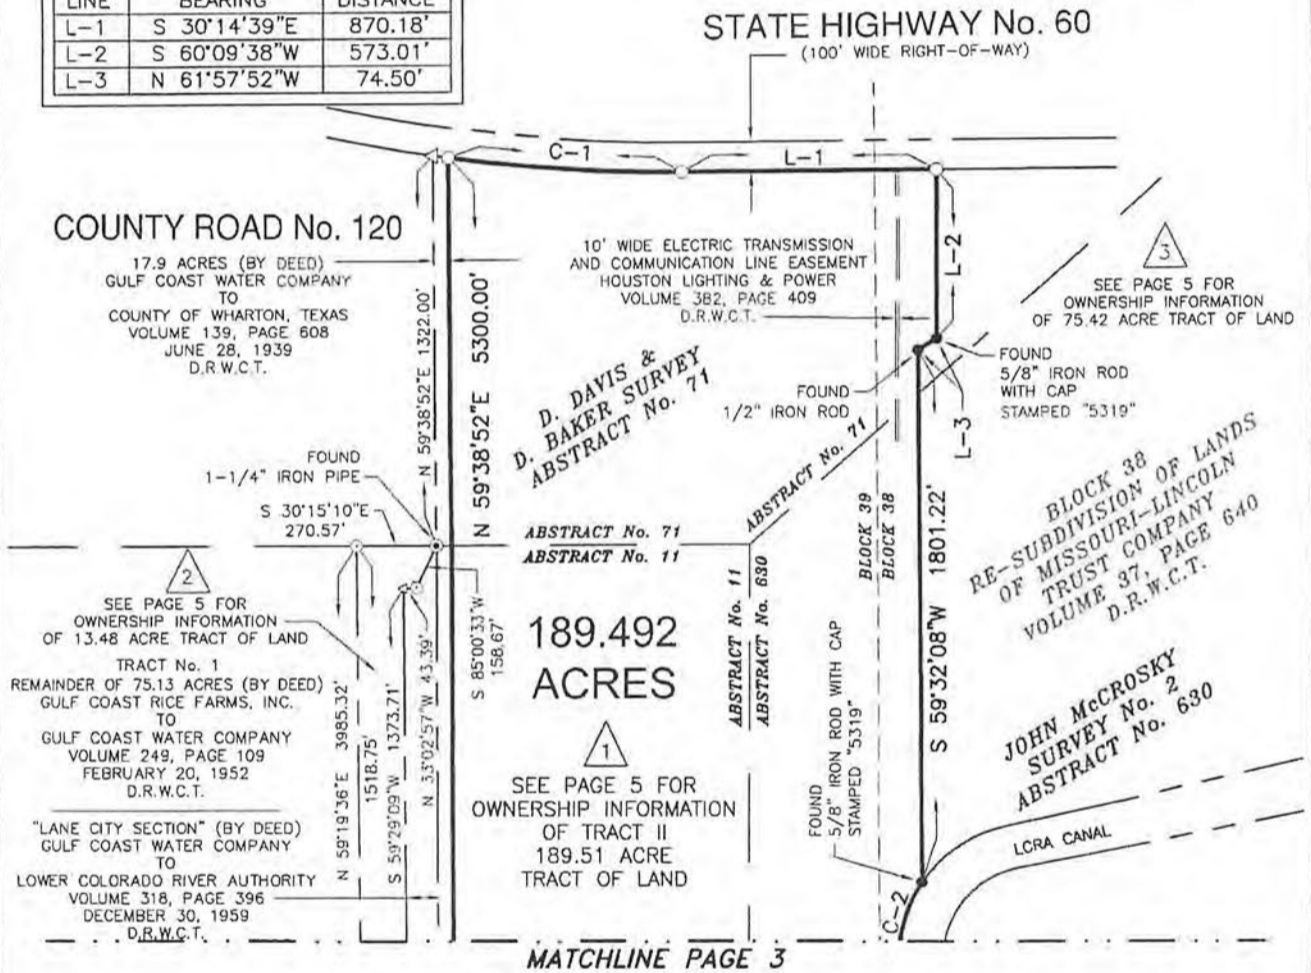 LINE BEARING DISTANCE
L-1 S 30°14'39"E 870.18'
L-2 S 60°09'38"W 573.01'
L-3 N 61°57'52"W 74.50'
STATE HIGHWAY No. 60
(100' WIDE RIGHT-OF-WAY)
C-1
L-1
COUNTY ROAD No. 120
17.9 ACRES (BY DEED)
GULF COAST WATER COMPANY
TO
COUNTY OF WHARTON, TEXAS
VOLUME 139, PAGE 608
JUNE 28, 1939
D.R.W.C.T.
N 59°38'52"E 1322.00'
N 59°38'52"E 5300.00'
10' WIDE ELECTRIC TRANSMISSION
AND COMMUNICATION LINE EASEMENT
HOUSTON LIGHTING & POWER
VOLUME 382, PAGE 409
D.R.W.C.T.
L-2
3
SEE PAGE 5 FOR
OWNERSHIP INFORMATION
OF 75.42 ACRE TRACT OF LAND
D. DAVIS &
D. BAKER SURVEY
ABSTRACT No. 71
FOUND
1/2" IRON ROD
FOUND
5/8" IRON ROD
WITH CAP
STAMPED "5319"
L-3
FOUND
1-1/4" IRON PIPE
S 30°15'10"E
270.57'
ABSTRACT No. 71
ABSTRACT No. 11
ABSTRACT No. 71
ABSTRACT No. 11
ABSTRACT No. 630
BLOCK 39
BLOCK 38
S 59°32'08"W 1801.22'
BLOCK 38
RE-SUBDIVISION OF LANDS
OF MISSOURI-LINCOLN
TRUST COMPANY
VOLUME 37, PAGE 640
D.R.W.C.T.
2
SEE PAGE 5 FOR
OWNERSHIP INFORMATION
OF 13.48 ACRE TRACT OF LAND
TRACT No. 1
REMAINDER OF 75.13 ACRES (BY DEED)
GULF COAST RICE FARMS, INC.
TO
GULF COAST WATER COMPANY
VOLUME 249, PAGE 109
FEBRUARY 20, 1952
D.R.W.C.T.
"LANE CITY SECTION" (BY DEED)
GULF COAST WATER COMPANY
TO
LOWER COLORADO RIVER AUTHORITY
VOLUME 318, PAGE 396
DECEMBER 30, 1959
D.R.W.C.T.
N 59°19'36"E 3985.32'
1518.75'
S 59°29'09"W 1373.71'
N 33°02'57"W 43.39'
S 85°00'33"W
158.67'
189.492
ACRES
1
SEE PAGE 5 FOR
OWNERSHIP INFORMATION
OF TRACT II
189.51 ACRE
TRACT OF LAND
FOUND
5/8" IRON ROD WITH CAP
STAMPED "5319"
JOHN McCROSKY
SURVEY No. 2
ABSTRACT No. 630
LCRA CANAL
C-2
MATCHLINE PAGE 3